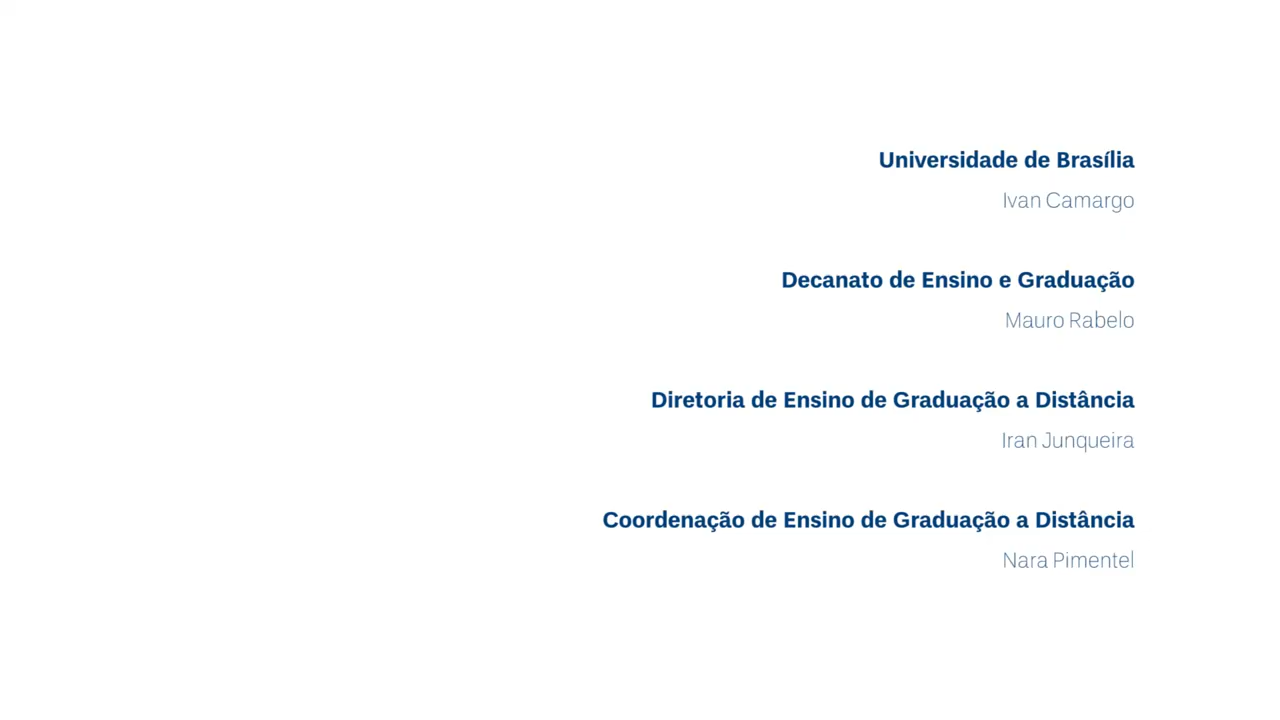 Universidade de Brasília
Ivan Camargo
Decanato de Ensino e Graduação
Mauro Rabelo
Diretoria de Ensino de Graduação a Distância
Iran Junqueira
Coordenação de Ensino de Graduação a Distância
Nara Pimentel